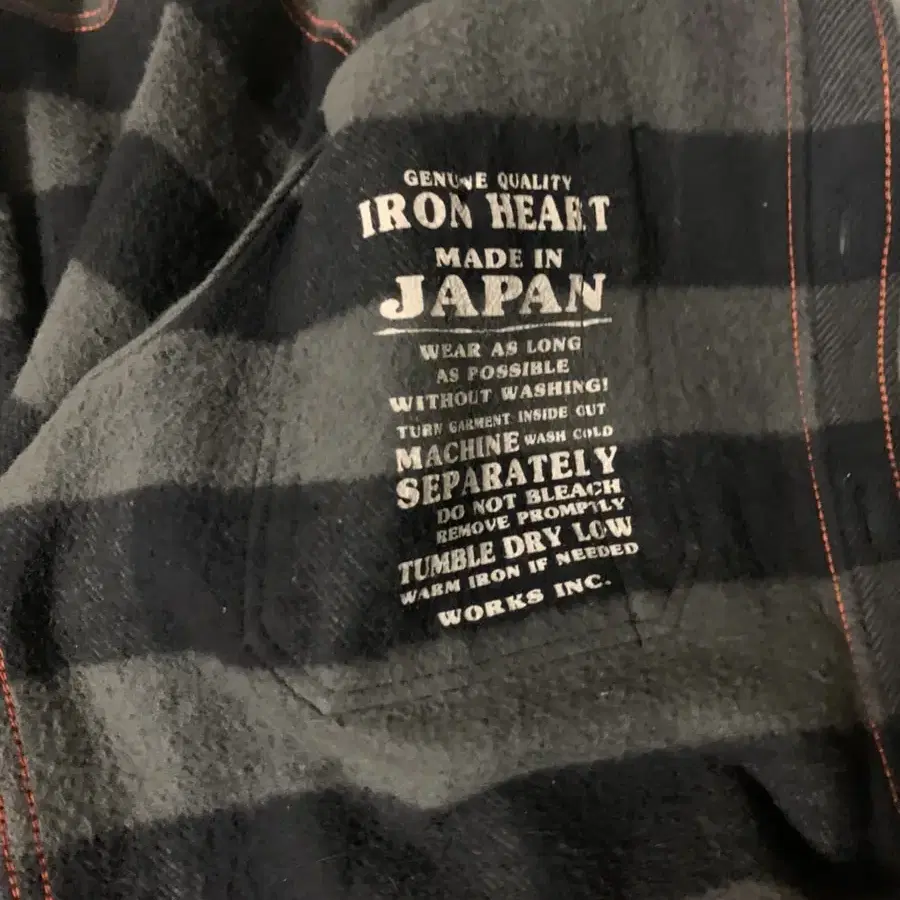 GENUINE QUALITY
IRON HEART
MADE IN
JAPAN
WEAR AS LONG
AS POSSIBLE
WITHOUT WASHING!
TURN GARMENT INSIDE OUT
MACHINE WASH COLD
SEPARATELY
DO NOT BLEACH
REMOVE PROMPTLY
TUMBLE DRY LOW
WARM IRON IF NEEDED
WORKS INC.